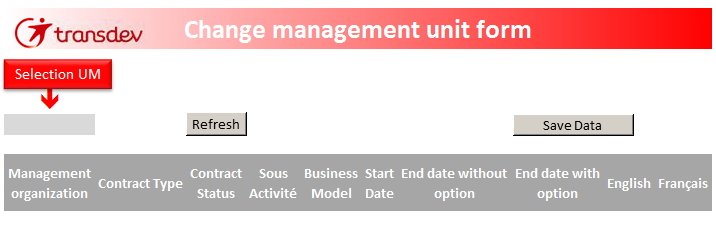 transdev Change management unit form
Selection UM
Refresh Save Data
Management organization Contract Type Contract Status Sous Activité Business Model Start Date End date without option End date with option English Français